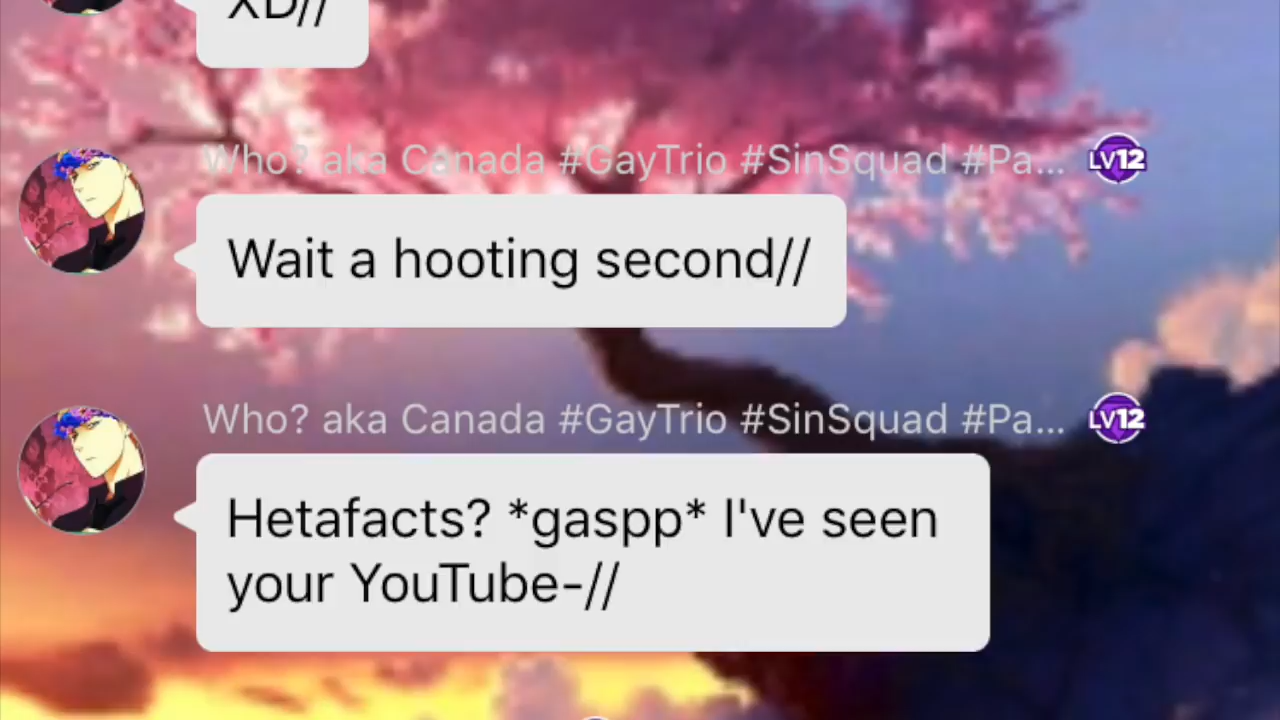 XD//
Who? aka Canada #GayTrio #SinSquad #Pa... LV12
Wait a hooting second//
Who? aka Canada #GayTrio #SinSquad #Pa... LV12
Hetafacts? *gaspp* I've seen
your YouTube-//